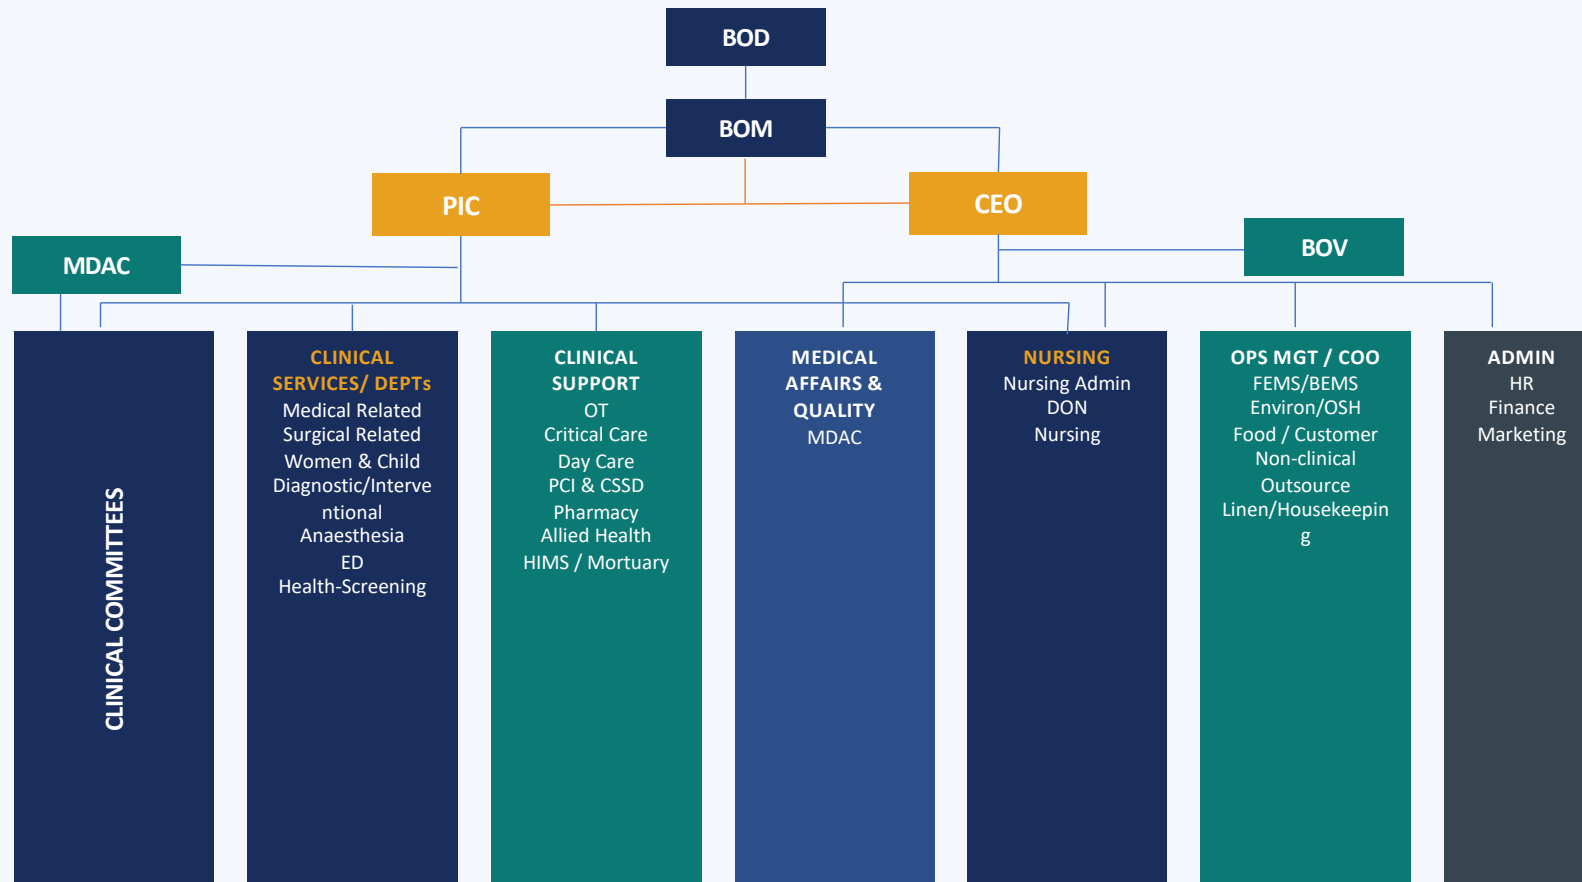 BOD
BOM
PIC
CEO
MDAC
BOV
CLINICAL COMMITTEES
CLINICAL
SERVICES/ DEPTs
Medical Related
Surgical Related
Women & Child
Diagnostic/Interve
ntional
Anaesthesia
ED
Health-Screening
CLINICAL
SUPPORT
OT
Critical Care
Day Care
PCI & CSSD
Pharmacy
Allied Health
HIMS / Mortuary
MEDICAL
AFFAIRS &
QUALITY
MDAC
NURSING
Nursing Admin
DON
Nursing
OPS MGT / COO
FEMS/BEMS
Environ/OSH
Food / Customer
Non-clinical
Outsource
Linen/Housekeepin
g
ADMIN
HR
Finance
Marketing